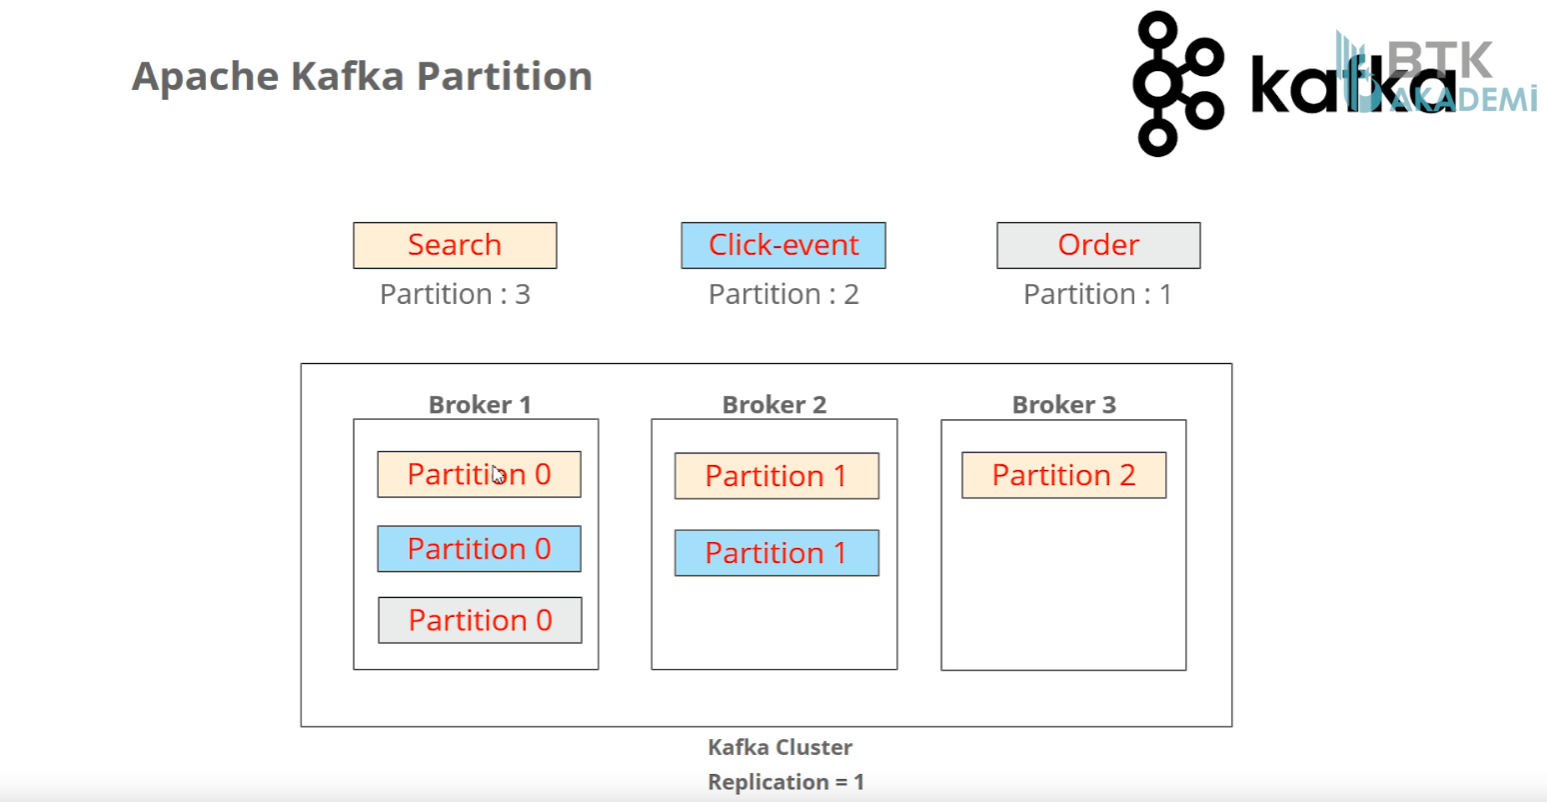 Apache Kafka Partition
kafka
BTK
AKADEMİ
Search
Click-event
Order
Partition : 3
Partition : 2
Partition : 1
Broker 1
Broker 2
Broker 3
Partition 0
Partition 1
Partition 2
Partition 0
Partition 1
Partition 0
Kafka Cluster
Replication = 1